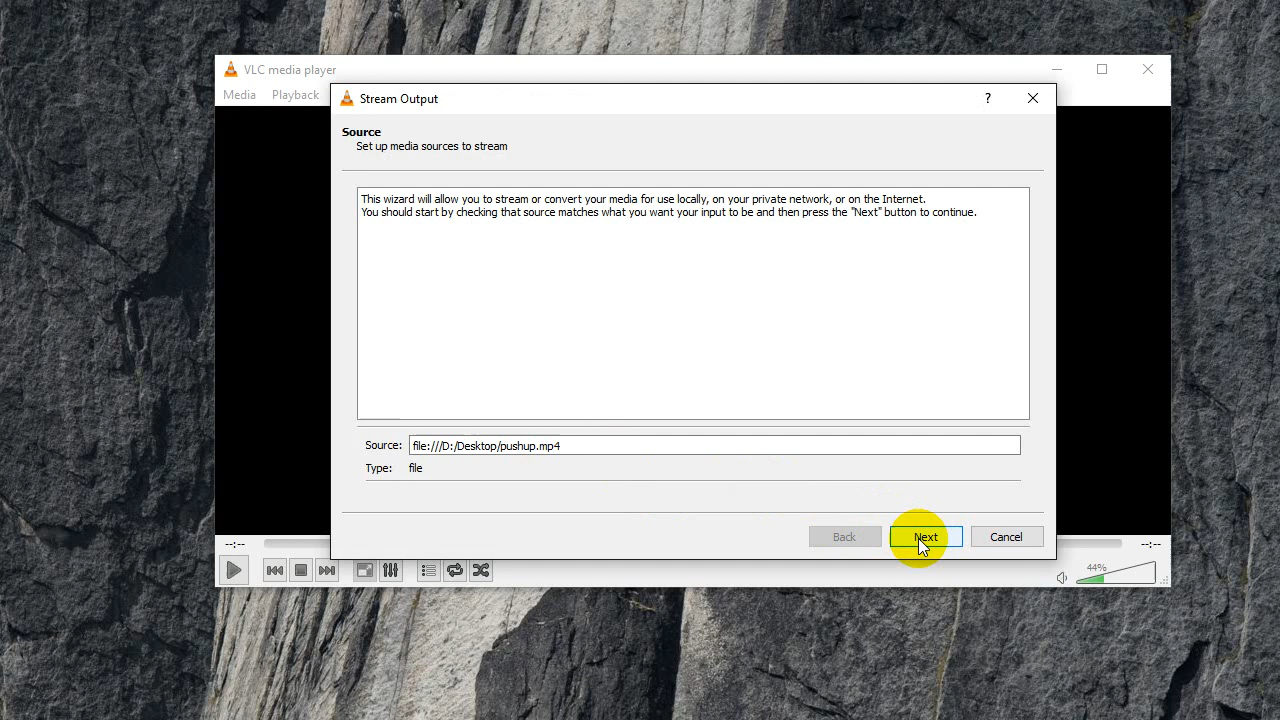 VLC media player
Media Playback
Stream Output
?
Source
Set up media sources to stream
This wizard will allow you to stream or convert your media for use locally, on your private network, or on the Internet.
You should start by checking that source matches what you want your input to be and then press the "Next" button to continue.
Source: file:///D:/Desktop/pushup.mp4
Type: file
Back Next Cancel
--:-- --:--
44%